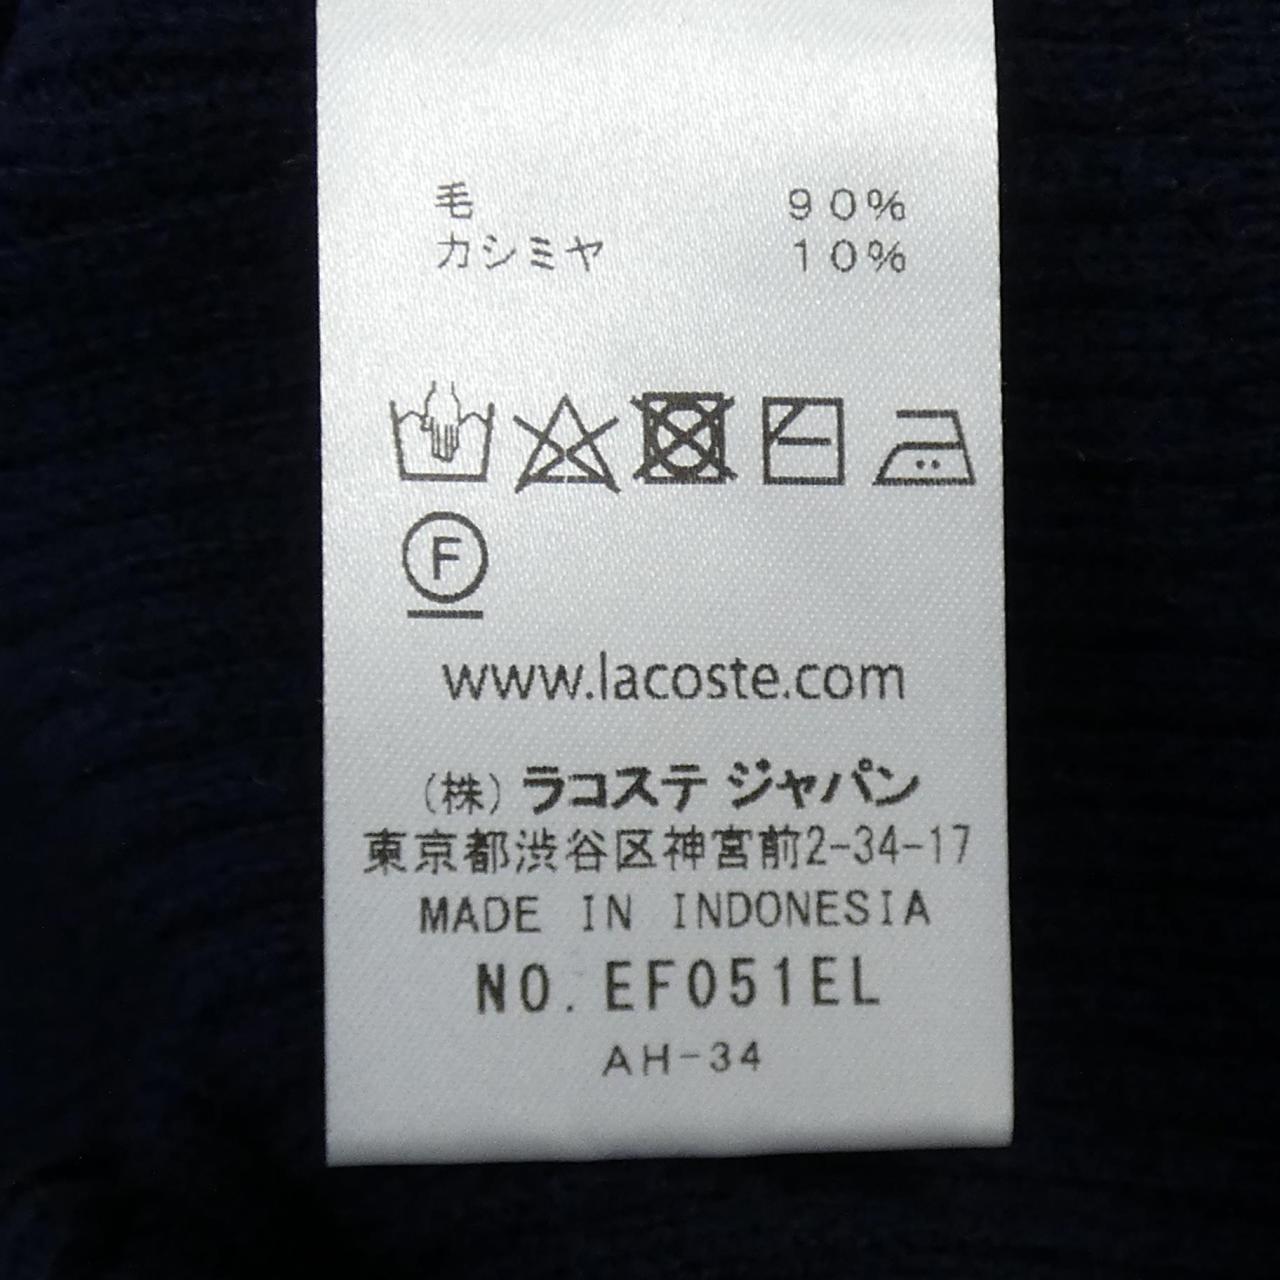 毛 90%
カシミヤ 10%
F
www.lacoste.com
(株) ラコステ ジャパン
東京都渋谷区神宮前2-34-17
MADE IN INDONESIA
NO. EF051EL
AH-34